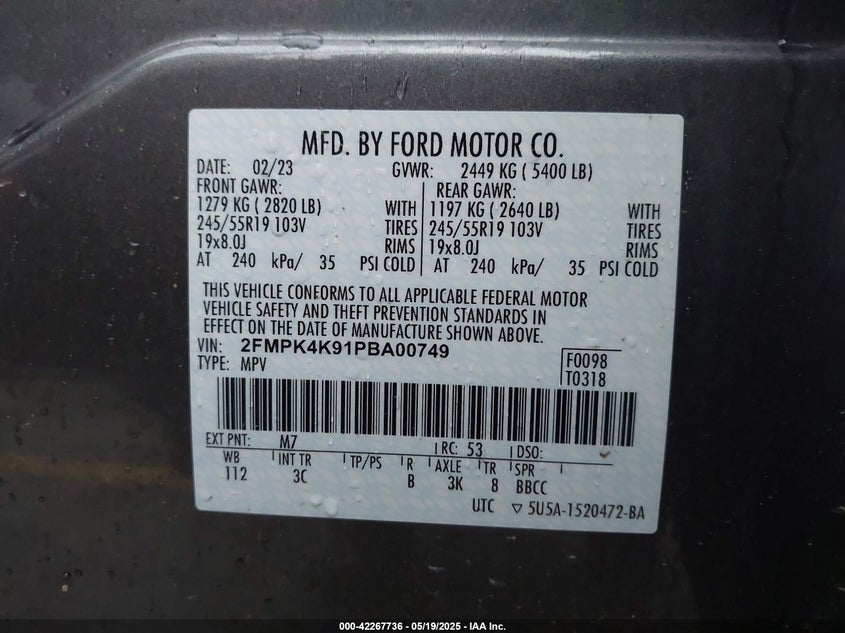 MFD. BY FORD MOTOR CO.
DATE: 02/23 GVWR: 2449 KG ( 5400 LB)
FRONT GAWR: REAR GAWR:
1279 KG ( 2820 LB) WITH 1197 KG ( 2640 LB) WITH
245/55R19 103V TIRES 245/55R19 103V TIRES
19x8.0J RIMS 19x8.0J RIMS
AT 240 kPa/ 35 PSI COLD AT 240 kPa/ 35 PSI COLD
THIS VEHICLE CONFORMS TO ALL APPLICABLE FEDERAL MOTOR
VEHICLE SAFETY AND THEFT PREVENTION STANDARDS IN
EFFECT ON THE DATE OF MANUFACTURE SHOWN ABOVE.
VIN: 2FMPK4K91PBA00749
TYPE: MPV
F0098
T0318
EXT PNT: M7 RC: 53 DSO:
WB INT TR TP/PS R AXLE TR SPR
112 3C B 3K 8 BBCC
UTC ▽ 5U5A-1520472-BA
000-42267736 - 05/19/2025 - IAA Inc.